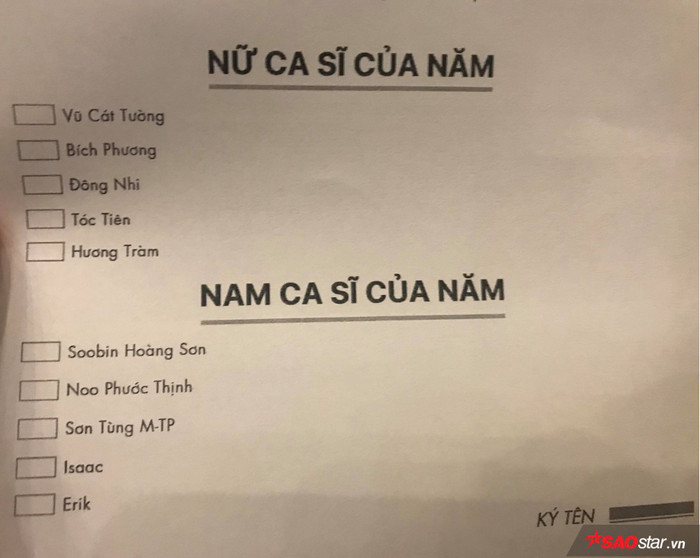 NỮ CA SĨ CỦA NĂM
Vũ Cát Tường
Bích Phương
Đông Nhi
Tóc Tiên
Hương Tràm
NAM CA SĨ CỦA NĂM
Soobin Hoàng Sơn
Noo Phước Thịnh
Sơn Tùng M-TP
Isaac
Erik
KÝ TÊN
SAOstar.vn